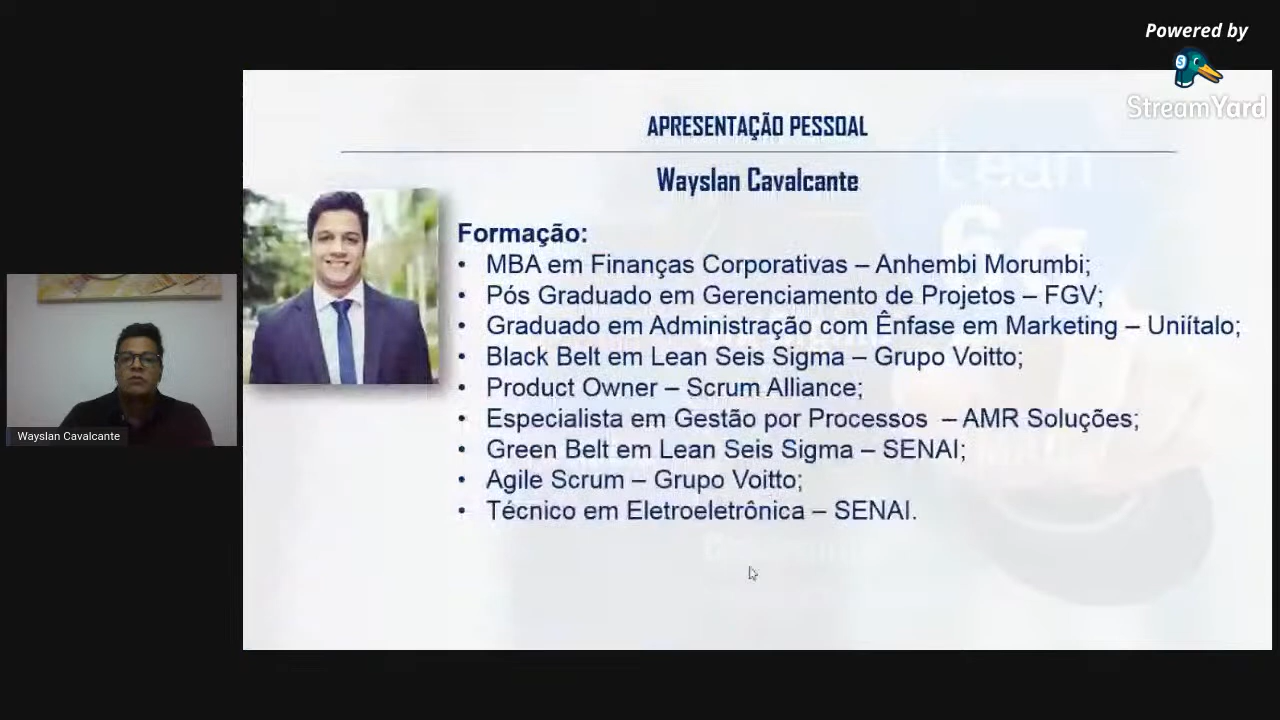 Powered by
StreamYard
APRESENTAÇÃO PESSOAL
Wayslan Cavalcante
Formação:
• MBA em Finanças Corporativas – Anhembi Morumbi;
• Pós Graduado em Gerenciamento de Projetos – FGV;
• Graduado em Administração com Ênfase em Marketing – Uniítalo;
• Black Belt em Lean Seis Sigma – Grupo Voitto;
• Product Owner – Scrum Alliance;
• Especialista em Gestão por Processos – AMR Soluções;
• Green Belt em Lean Seis Sigma – SENAI;
• Agile Scrum – Grupo Voitto;
• Técnico em Eletroeletrônica – SENAI.
Wayslan Cavalcante
Lean
6σ